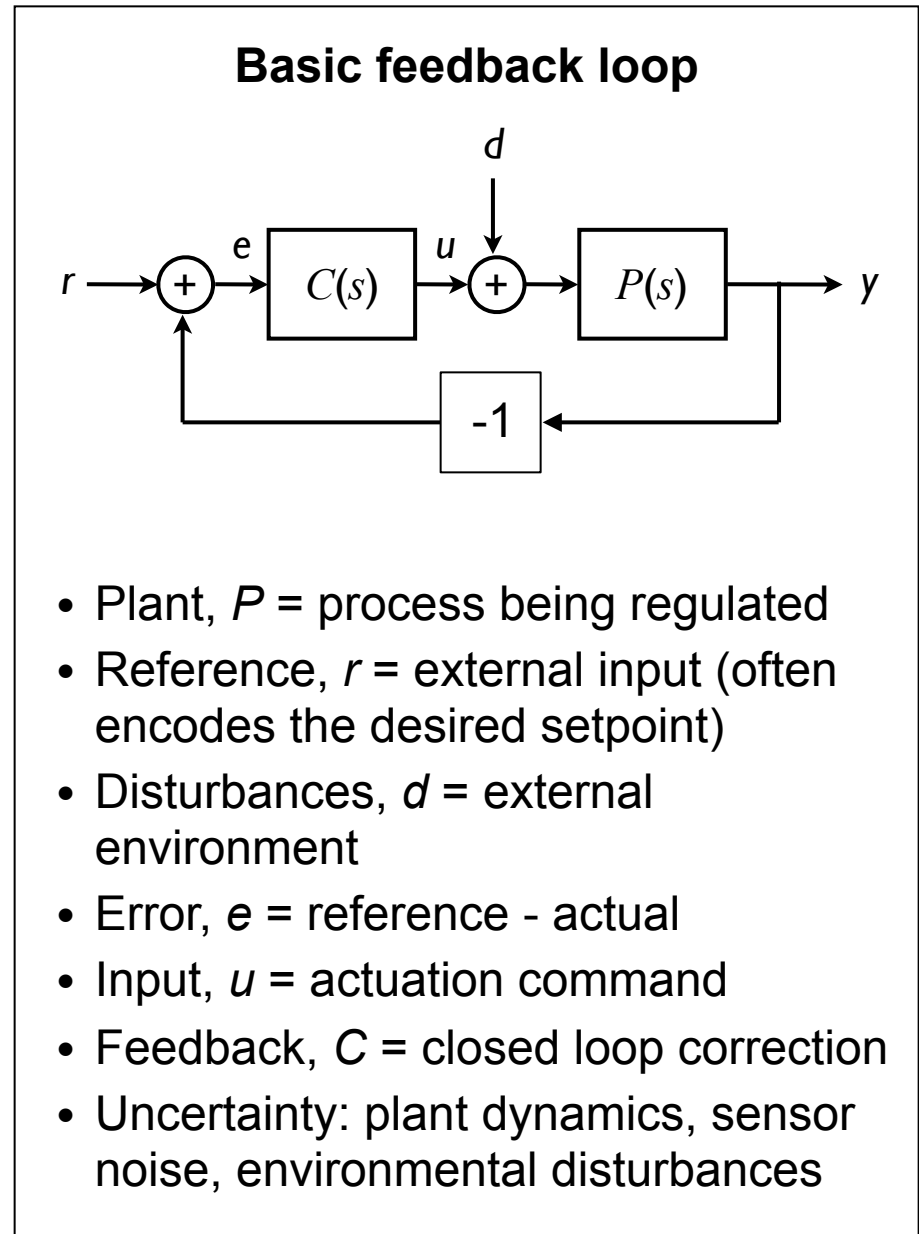 Basic feedback loop
d
e
u
r
+
C(s)
+
P(s)
y
-1
• Plant, P = process being regulated
• Reference, r = external input (often
encodes the desired setpoint)
• Disturbances, d = external
environment
• Error, e = reference - actual
• Input, u = actuation command
• Feedback, C = closed loop correction
• Uncertainty: plant dynamics, sensor
noise, environmental disturbances